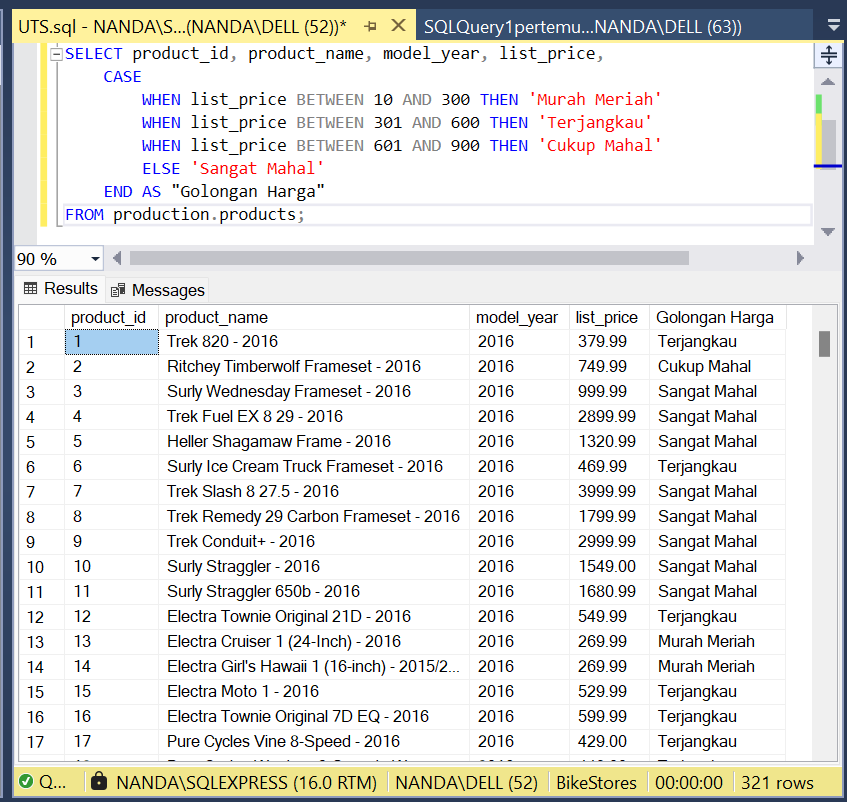 UTS.sql - NANDA\S...(NANDA\DELL (52))* SQLQuery1pertemu...NANDA\DELL (63))
SELECT product_id, product_name, model_year, list_price,
CASE
WHEN list_price BETWEEN 10 AND 300 THEN 'Murah Meriah'
WHEN list_price BETWEEN 301 AND 600 THEN 'Terjangkau'
WHEN list_price BETWEEN 601 AND 900 THEN 'Cukup Mahal'
ELSE 'Sangat Mahal'
END AS "Golongan Harga"
FROM production.products;
90 %
Results Messages
product_id product_name model_year list_price Golongan Harga
1 1 Trek 820 - 2016 2016 379.99 Terjangkau
2 2 Ritchey Timberwolf Frameset - 2016 2016 749.99 Cukup Mahal
3 3 Surly Wednesday Frameset - 2016 2016 999.99 Sangat Mahal
4 4 Trek Fuel EX 8 29 - 2016 2016 2899.99 Sangat Mahal
5 5 Heller Shagamaw Frame - 2016 2016 1320.99 Sangat Mahal
6 6 Surly Ice Cream Truck Frameset - 2016 2016 469.99 Terjangkau
7 7 Trek Slash 8 27.5 - 2016 2016 3999.99 Sangat Mahal
8 8 Trek Remedy 29 Carbon Frameset - 2016 2016 1799.99 Sangat Mahal
9 9 Trek Conduit+ - 2016 2016 2999.99 Sangat Mahal
10 10 Surly Straggler - 2016 2016 1549.00 Sangat Mahal
11 11 Surly Straggler 650b - 2016 2016 1680.99 Sangat Mahal
12 12 Electra Townie Original 21D - 2016 2016 549.99 Terjangkau
13 13 Electra Cruiser 1 (24-Inch) - 2016 2016 269.99 Murah Meriah
14 14 Electra Girl's Hawaii 1 (16-inch) - 2015/2... 2016 269.99 Murah Meriah
15 15 Electra Moto 1 - 2016 2016 529.99 Terjangkau
16 16 Electra Townie Original 7D EQ - 2016 2016 599.99 Terjangkau
17 17 Pure Cycles Vine 8-Speed - 2016 2016 429.00 Terjangkau
Q... NANDA\SQLEXPRESS (16.0 RTM) NANDA\DELL (52) BikeStores 00:00:00 321 rows